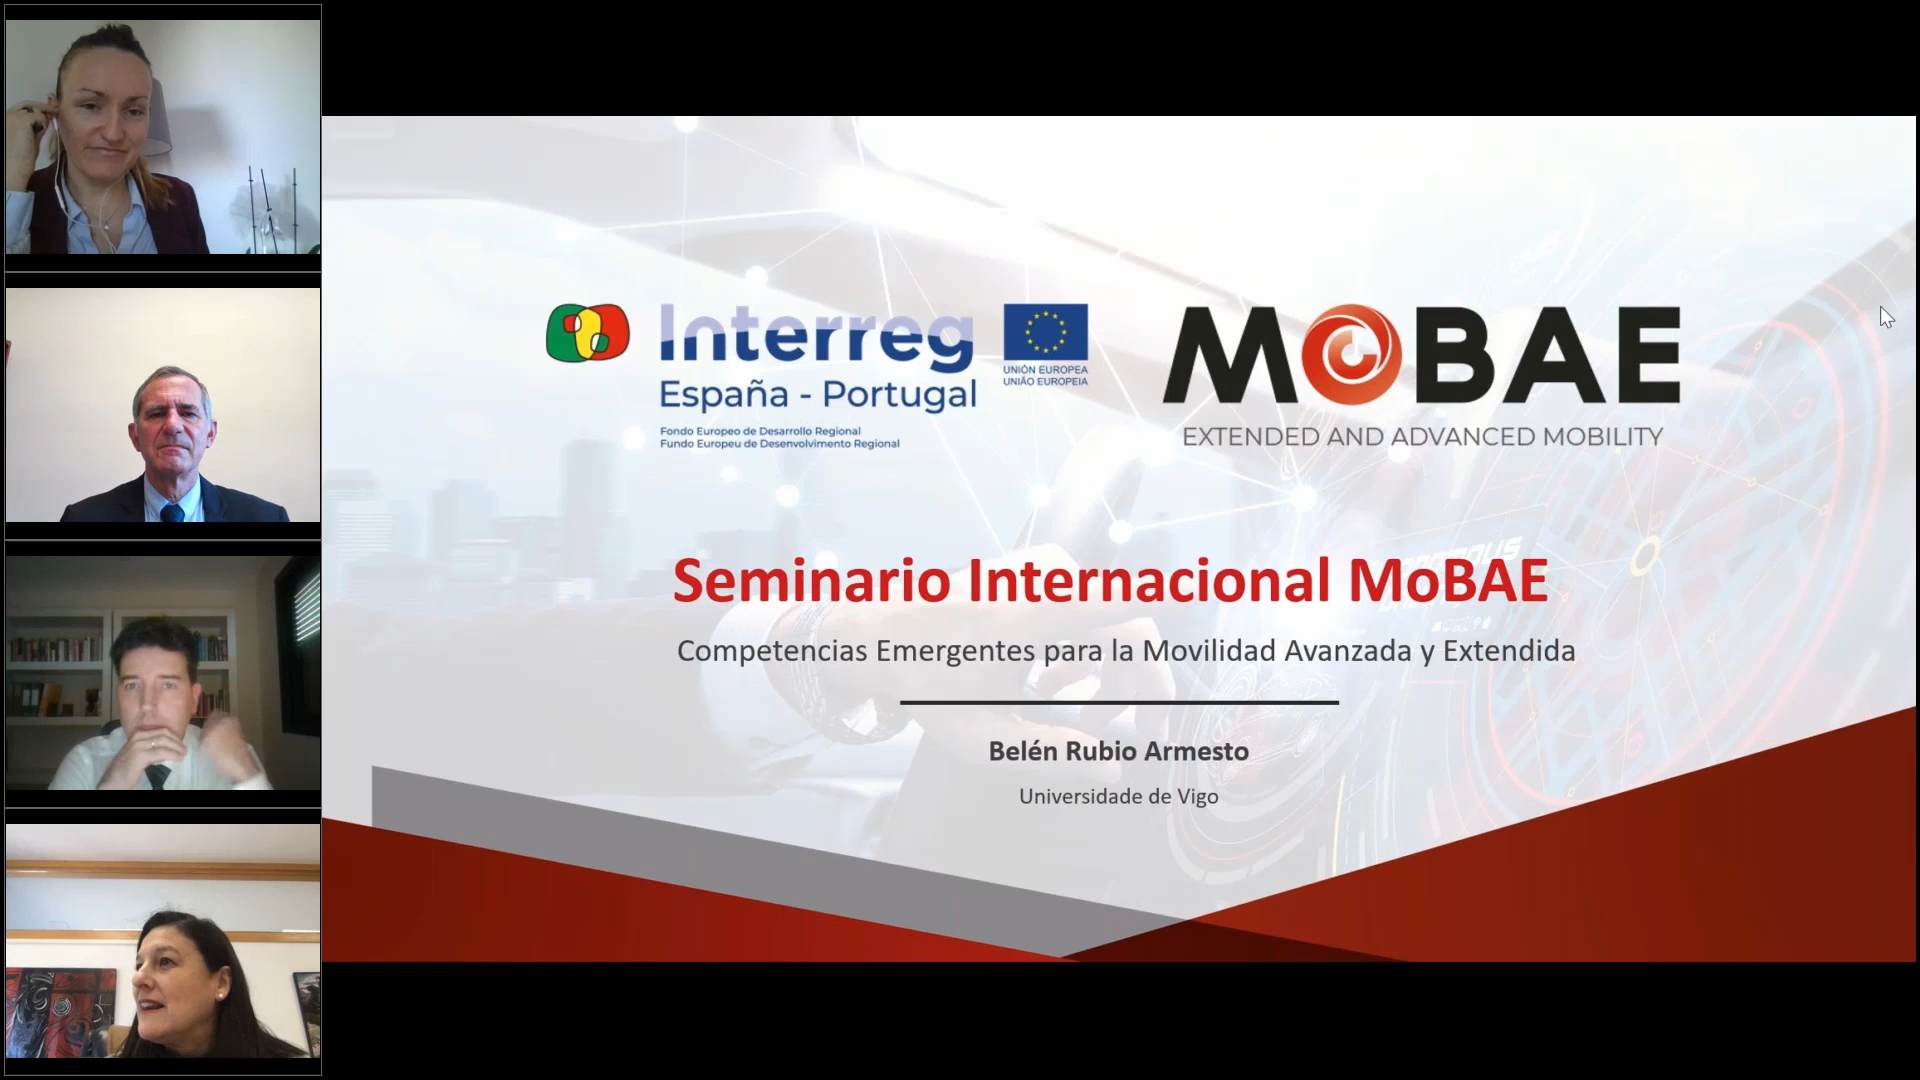 Interreg
España - Portugal
Fondo Europeo de Desarrollo Regional
Fundo Europeu de Desenvolvimento Regional
UNIÓN EUROPEA
UNIÃO EUROPEIA
MOBAE
EXTENDED AND ADVANCED MOBILITY
Seminario Internacional MoBAE
Competencias Emergentes para la Movilidad Avanzada y Extendida
Belén Rubio Armesto
Universidade de Vigo